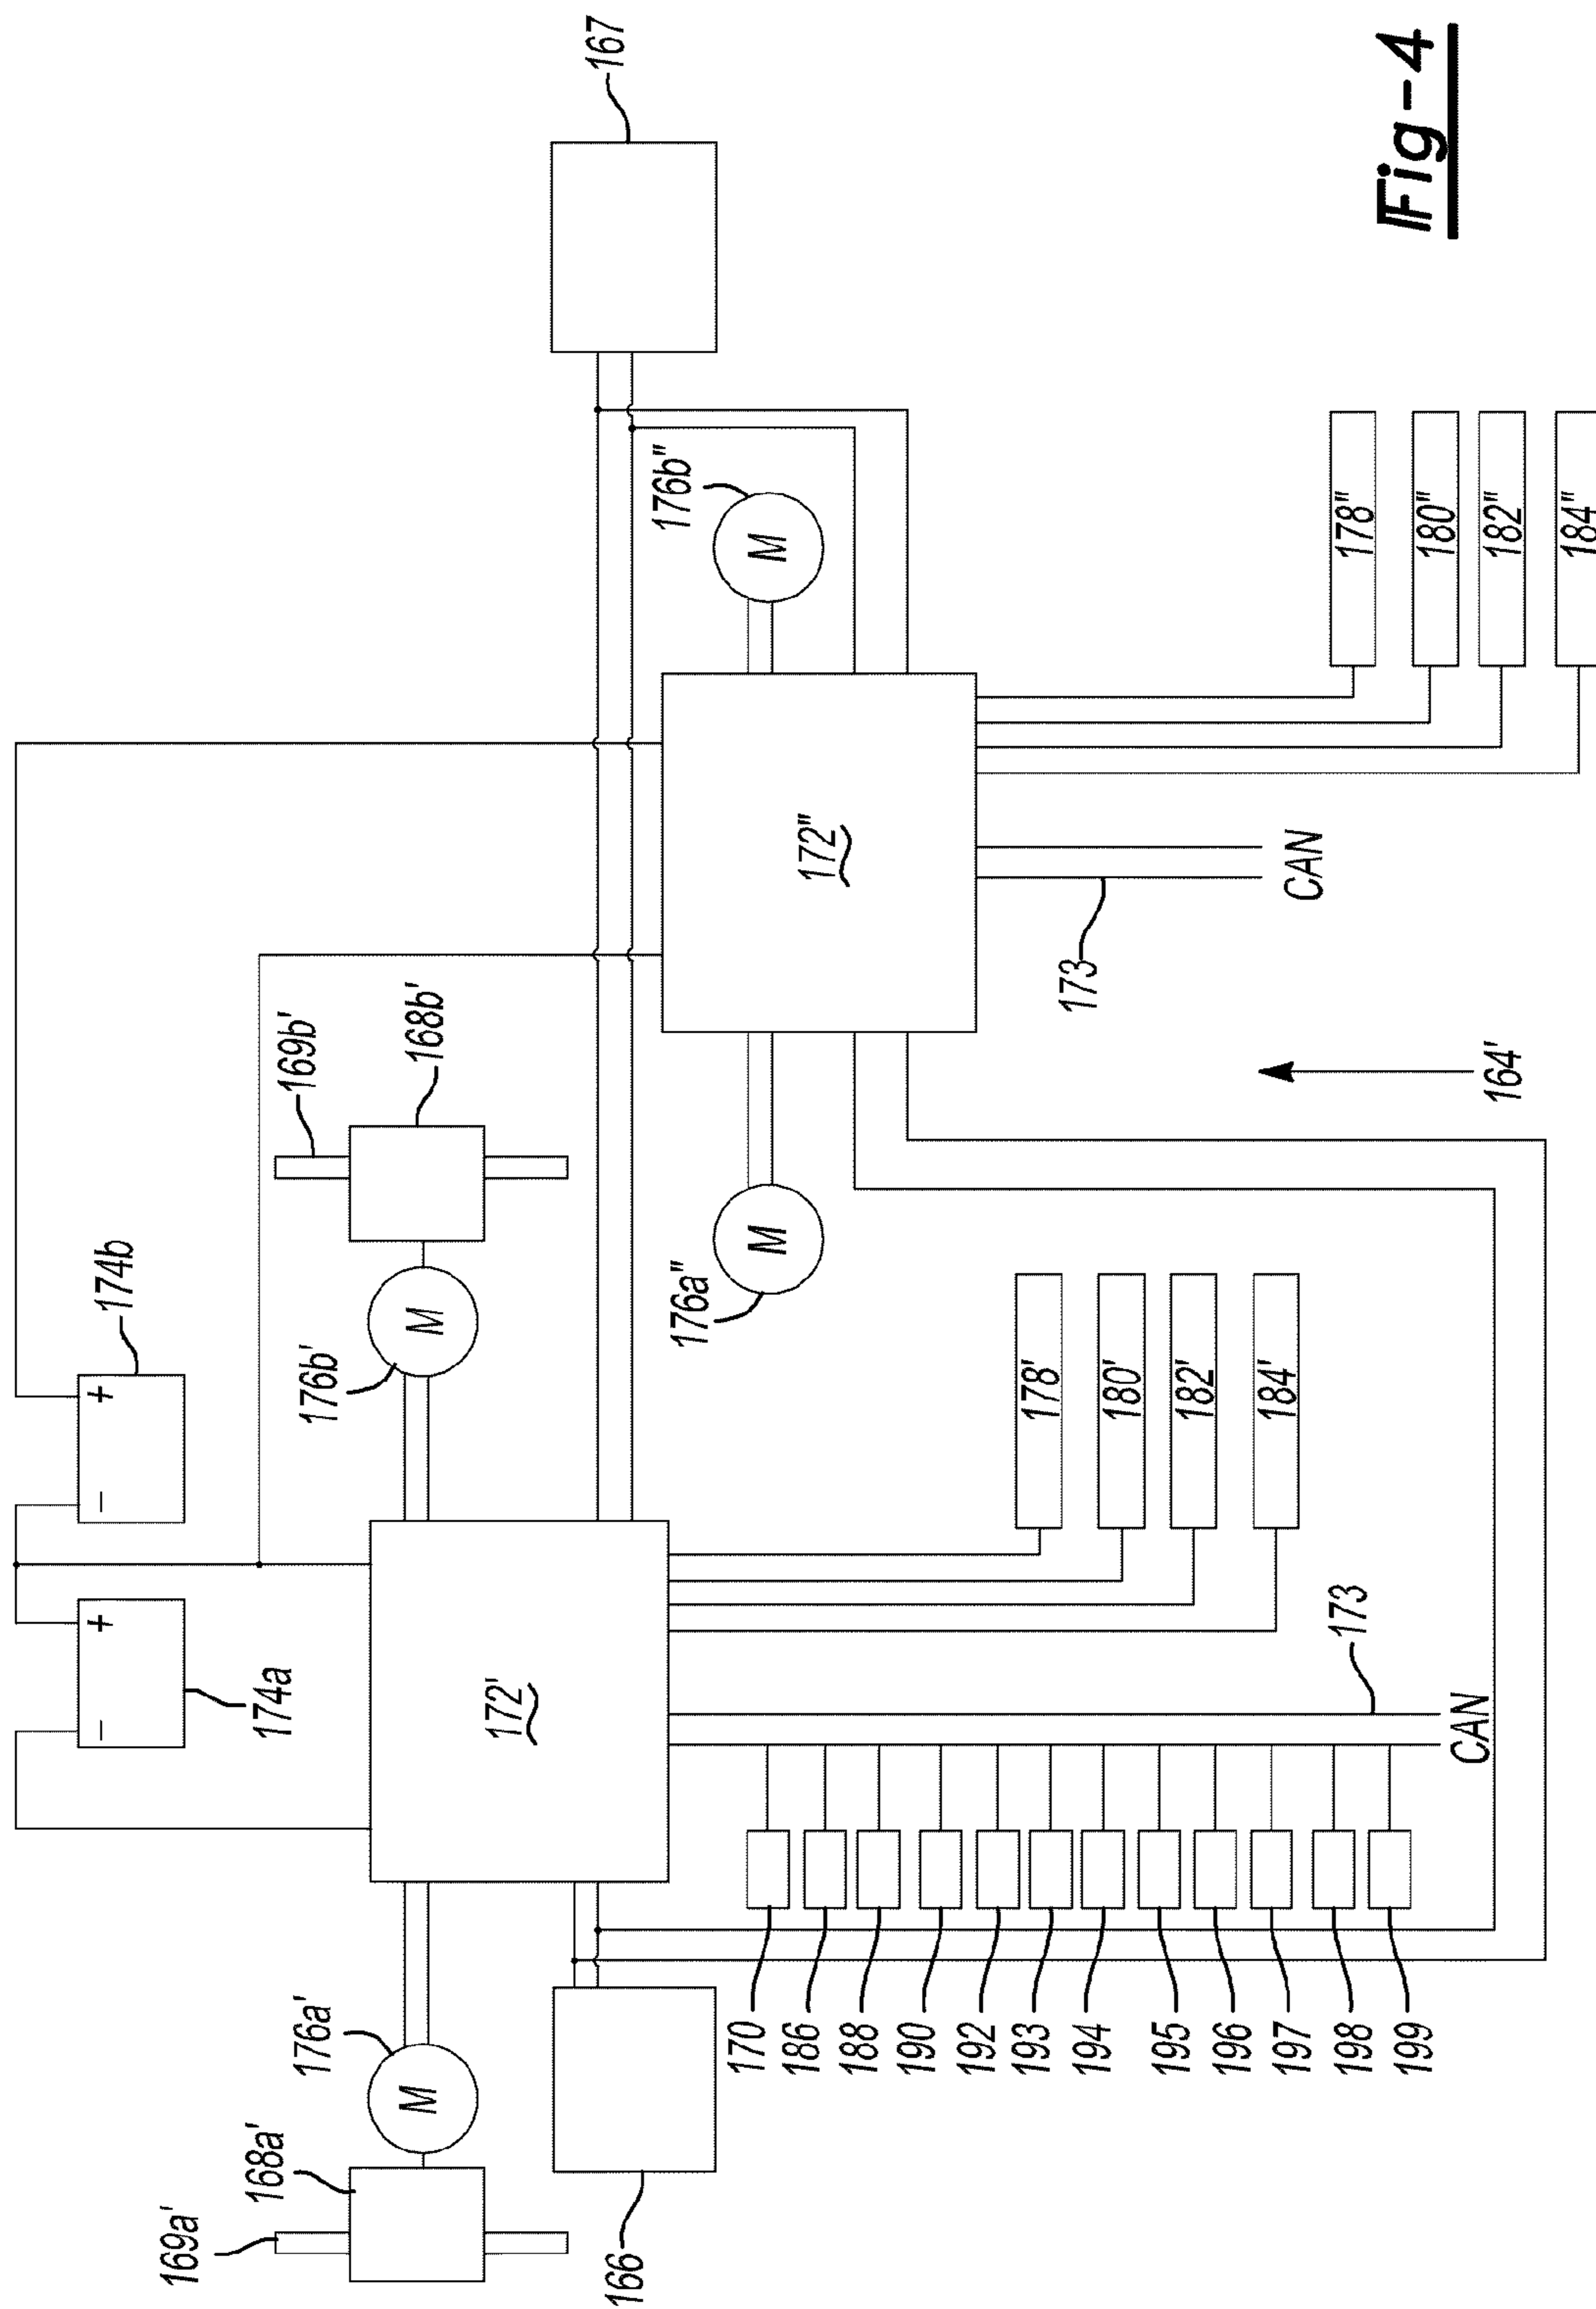 169a'
168a'
176a'
174a
174b
176b'
169b'
168b'
167
M
M
+
−
+
−
166
172'
178'
180'
182'
184'
173
CAN
170
186
188
190
192
193
194
195
196
197
198
199
176a"
M
172"
176b"
M
173
CAN
178"
180"
182"
184"
164'
Fig-4